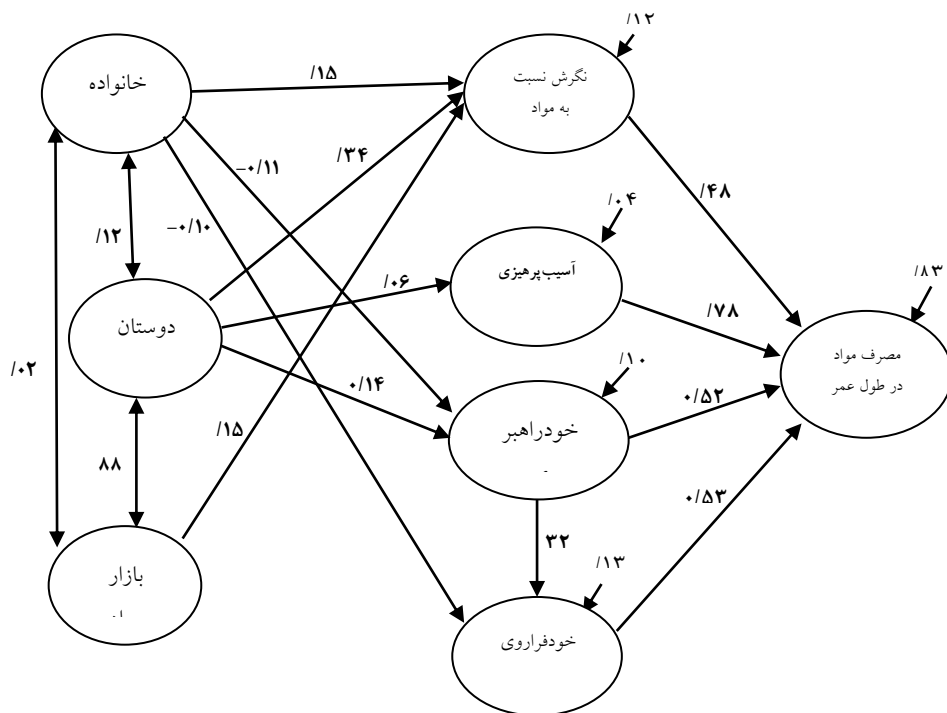 /۱۲
خانواده
نگرش نسبت
به مواد
/۱۵
/۳۴
–۰/۱۱
–۰/۱۰
/۱۲
/۴۸
/۰۴
آسیب‌پرهیزی
/۰۶
/۷۸
/۸۳
دوستان
مصرف مواد
در طول عمر
/۰۲
۰/۱۴
/۱۰
۰/۵۲
/۱۵
خودراهبر
۸۸
۰/۵۳
۳۲
/۱۳
بازار
خودفراروی